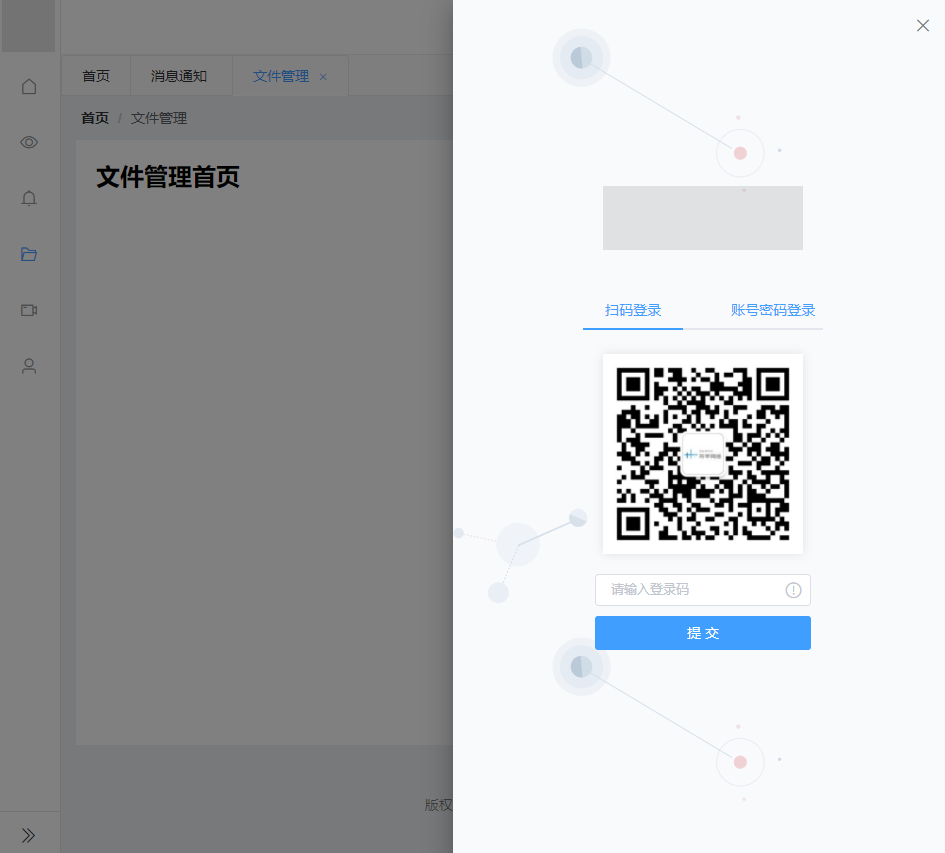 首页
消息通知
文件管理
首页 / 文件管理
文件管理首页
版权
扫码登录
账号密码登录
请输入登录码
提 交